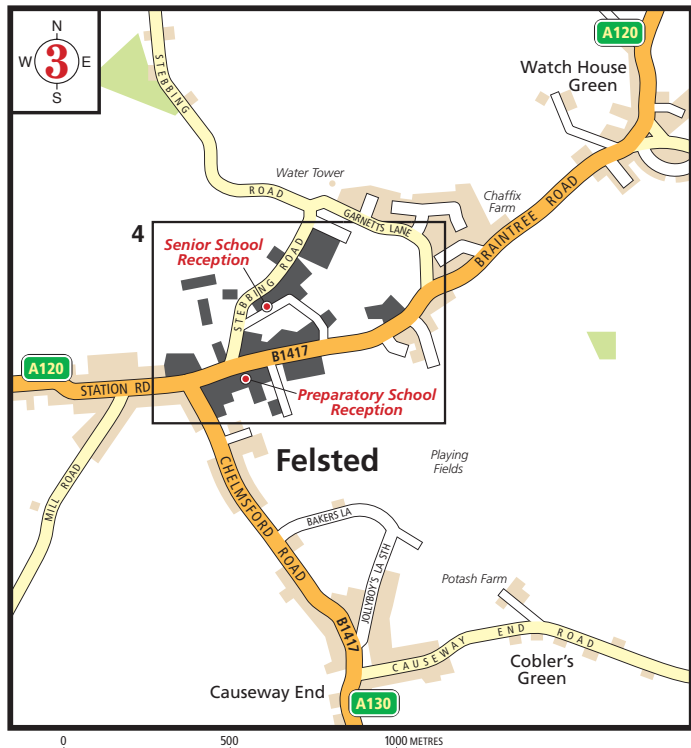 N
W 3 E
S
A120
Watch House
Green
STEBBING
ROAD
Water Tower
GARNETTS LANE
Chaffix
Farm
BRAINTREE ROAD
4
Senior School
Reception
STEBBING ROAD
B1417
A120
STATION RD
Preparatory School
Reception
Felsted
Playing
Fields
MILL ROAD
CHELMSFORD ROAD
BAKERS LA
JOLLYBOY'S LA STH
Potash Farm
B1417
CAUSEWAY END ROAD
Cobler's
Green
Causeway End
A130
0 500 1000 METRES